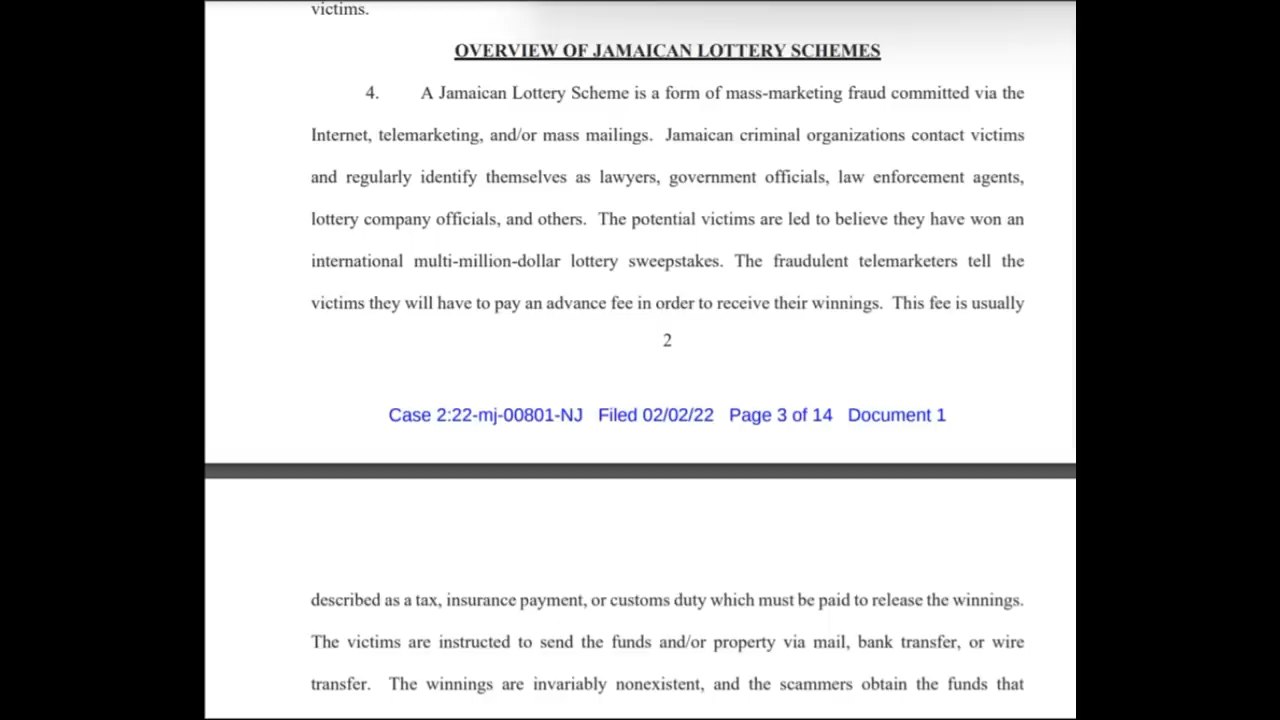 victims.
OVERVIEW OF JAMAICAN LOTTERY SCHEMES
4. A Jamaican Lottery Scheme is a form of mass-marketing fraud committed via the
Internet, telemarketing, and/or mass mailings. Jamaican criminal organizations contact victims
and regularly identify themselves as lawyers, government officials, law enforcement agents,
lottery company officials, and others. The potential victims are led to believe they have won an
international multi-million-dollar lottery sweepstakes. The fraudulent telemarketers tell the
victims they will have to pay an advance fee in order to receive their winnings. This fee is usually
2
Case 2:22-mj-00801-NJ Filed 02/02/22 Page 3 of 14 Document 1
described as a tax, insurance payment, or customs duty which must be paid to release the winnings.
The victims are instructed to send the funds and/or property via mail, bank transfer, or wire
transfer. The winnings are invariably nonexistent, and the scammers obtain the funds that